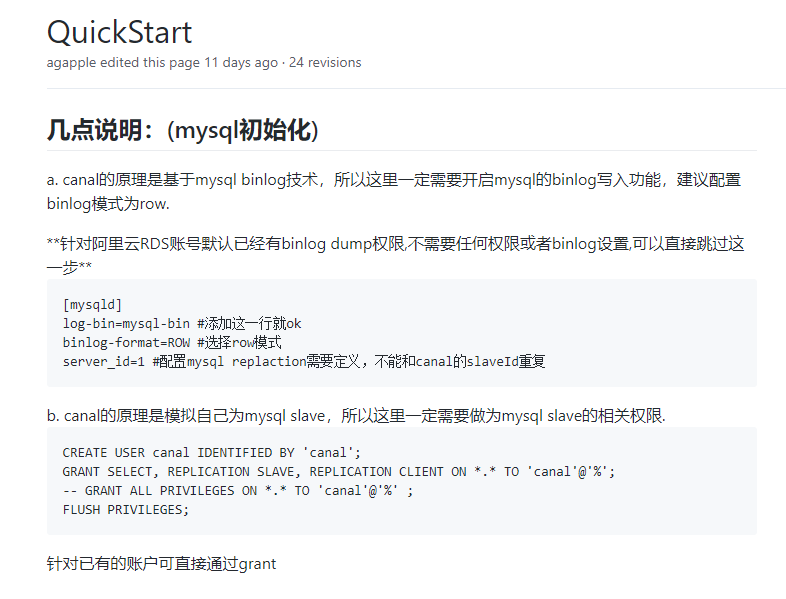 QuickStart
agapple edited this page 11 days ago · 24 revisions
几点说明：(mysql初始化)
a. canal的原理是基于mysql binlog技术，所以这里一定需要开启mysql的binlog写入功能，建议配置
binlog模式为row.
**针对阿里云RDS账号默认已经有binlog dump权限,不需要任何权限或者binlog设置,可以直接跳过这
一步**
[mysqld]
log-bin=mysql-bin #添加这一行就ok
binlog-format=ROW #选择row模式
server_id=1 #配置mysql replaction需要定义，不能和canal的slaveId重复
b. canal的原理是模拟自己为mysql slave，所以这里一定需要做为mysql slave的相关权限.
CREATE USER canal IDENTIFIED BY 'canal';
GRANT SELECT, REPLICATION SLAVE, REPLICATION CLIENT ON *.* TO 'canal'@'%';
-- GRANT ALL PRIVILEGES ON *.* TO 'canal'@'%' ;
FLUSH PRIVILEGES;
针对已有的账户可直接通过grant